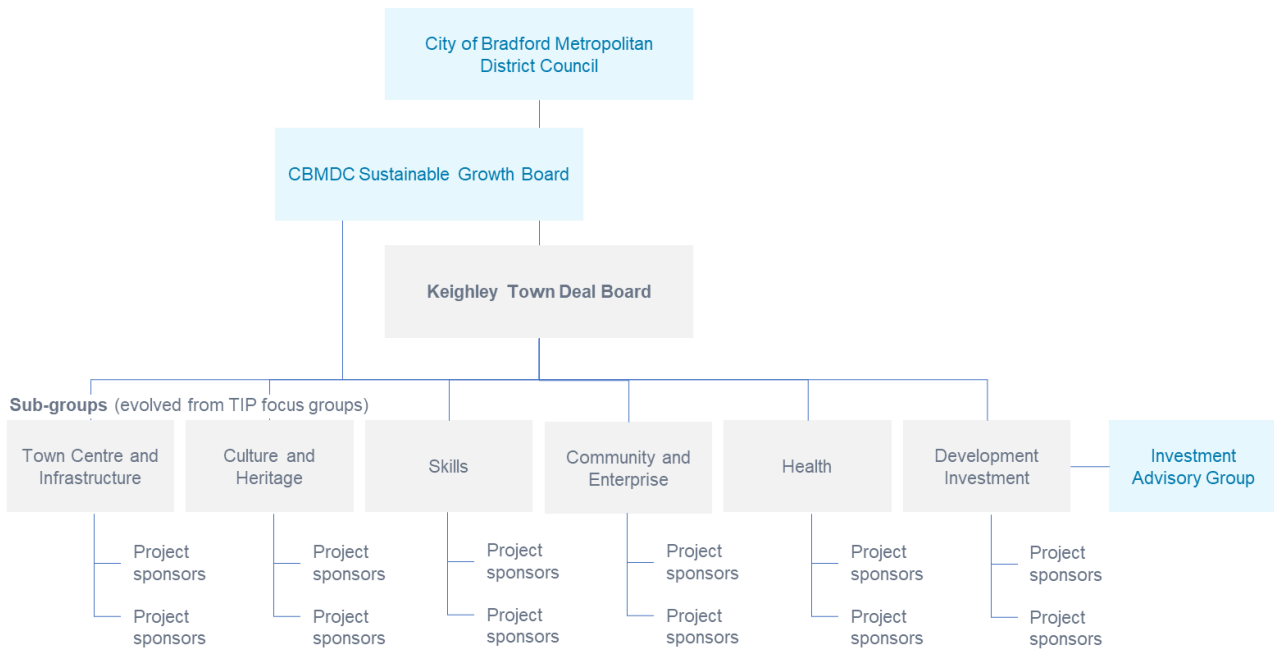 City of Bradford Metropolitan
District Council
CBMDC Sustainable Growth Board
Keighley Town Deal Board
Sub-groups (evolved from TIP focus groups)
Town Centre and
Infrastructure
Culture and
Heritage
Skills
Community and
Enterprise
Health
Development
Investment
Investment
Advisory Group
Project
sponsors
Project
sponsors
Project
sponsors
Project
sponsors
Project
sponsors
Project
sponsors
Project
sponsors
Project
sponsors
Project
sponsors
Project
sponsors
Project
sponsors
Project
sponsors